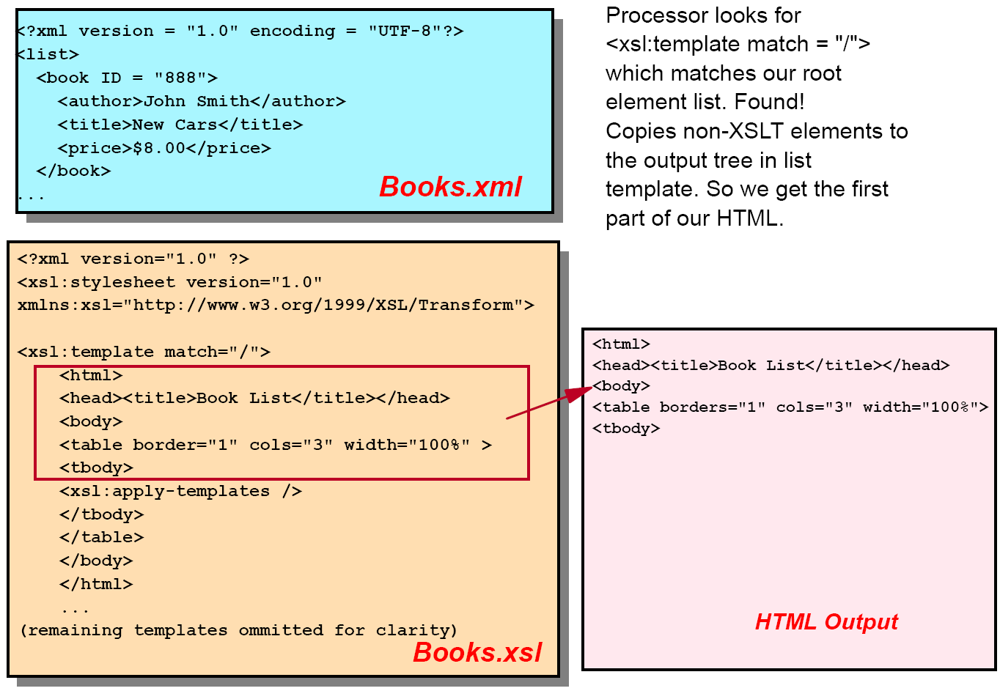 <?xml version = "1.0" encoding = "UTF-8"?>
<list>
  <book ID = "888">
    <author>John Smith</author>
    <title>New Cars</title>
    <price>$8.00</price>
  </book>
...
Books.xml
Processor looks for
<xsl:template match = "/">
which matches our root
element list. Found!
Copies non-XSLT elements to
the output tree in list
template. So we get the first
part of our HTML.
<?xml version="1.0" ?>
<xsl:stylesheet version="1.0"
xmlns:xsl="http://www.w3.org/1999/XSL/Transform">
<xsl:template match="/">
    <html>
    <head><title>Book List</title></head>
    <body>
    <table border="1" cols="3" width="100%" >
    <tbody>
    <xsl:apply-templates />
    </tbody>
    </table>
    </body>
    </html>
    ...
(remaining templates ommitted for clarity)
Books.xsl
<html>
<head><title>Book List</title></head>
<body>
<table borders="1" cols="3" width="100%">
<tbody>
HTML Output